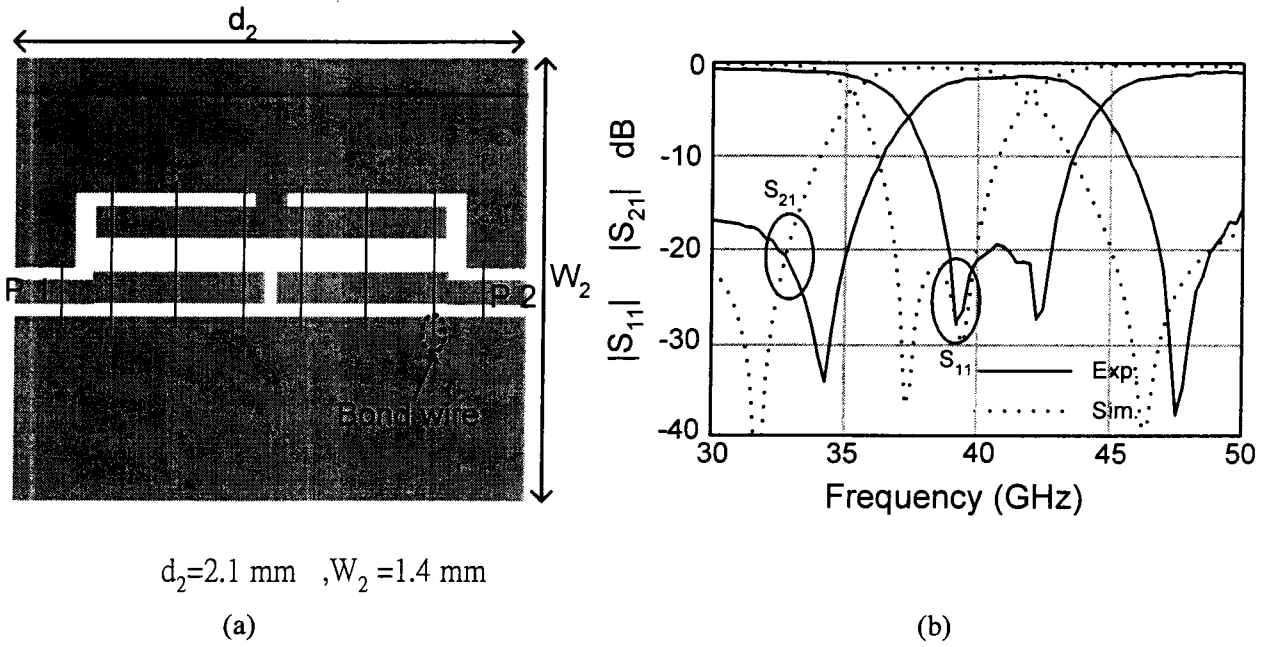 d2
W2
P 1
P 2
Bond wire
d2=2.1 mm ,W2 =1.4 mm
(a)
|S11| |S21| dB
0
-10
-20
-30
-40
S21
S11
Exp.
Sim.
30 35 40 45 50
Frequency (GHz)
(b)